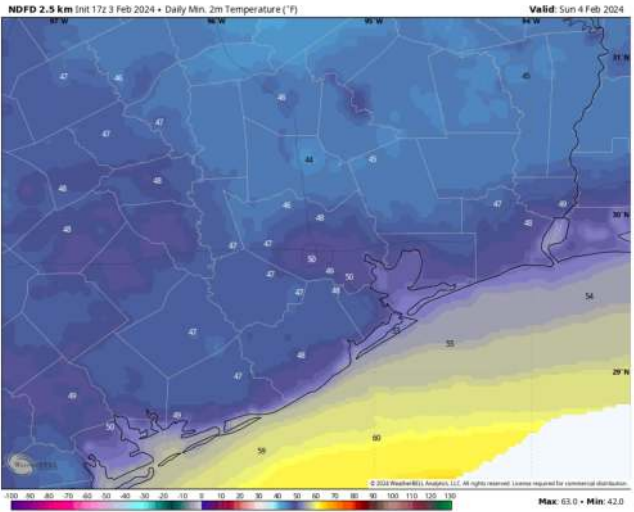 NDFD 2.5 km Init 17z 3 Feb 2024 • Daily Min. 2m Temperature (°F) Valid: Sun 4 Feb 2024
97°W 96°W 95°W 94°W
31°N
47 46 45
46
47 47
44 45
46 48
46 47 49
48 48
48 30°N
47 47
50 49 50
47
47 48
54
47 55
48
29°N
47
49
49
50
60
59
WeatherBELL
© 2024 WeatherBELL Analytics, LLC. All rights reserved. License required for commercial distribution.
-100 -90 -80 -70 -60 -50 -40 -30 -20 -10 0 10 20 30 40 50 60 70 80 90 100 110 120 130 Max: 63.0 • Min: 42.0